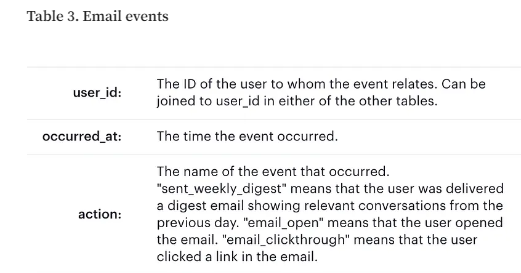 Table 3. Email events
user_id:
The ID of the user to whom the event relates. Can be
joined to user_id in either of the other tables.
occurred_at:
The time the event occurred.
action:
The name of the event that occurred.
"sent_weekly_digest" means that the user was delivered
a digest email showing relevant conversations from the
previous day. "email_open" means that the user opened
the email. "email_clickthrough" means that the user
clicked a link in the email.